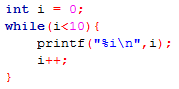 int i = 0;
while(i<10){
    printf("%i\n",i);
    i++;
}